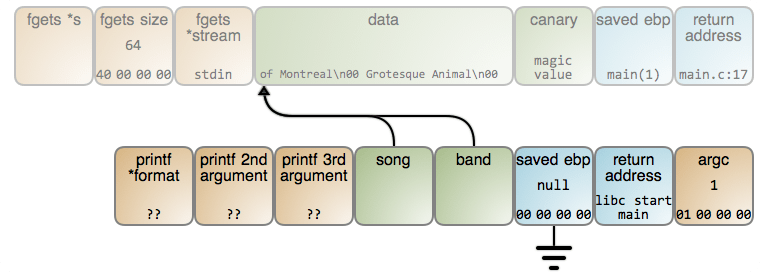 fgets *s
fgets size
64
40 00 00 00
fgets *stream
stdin
data
of Montreal\n00 Grotesque Animal\n00
canary
magic value
saved ebp
main(1)
return address
main.c:17
printf *format
??
printf 2nd argument
??
printf 3rd argument
??
song
band
saved ebp
null
00 00 00 00
return address
libc start main
argc
1
01 00 00 00